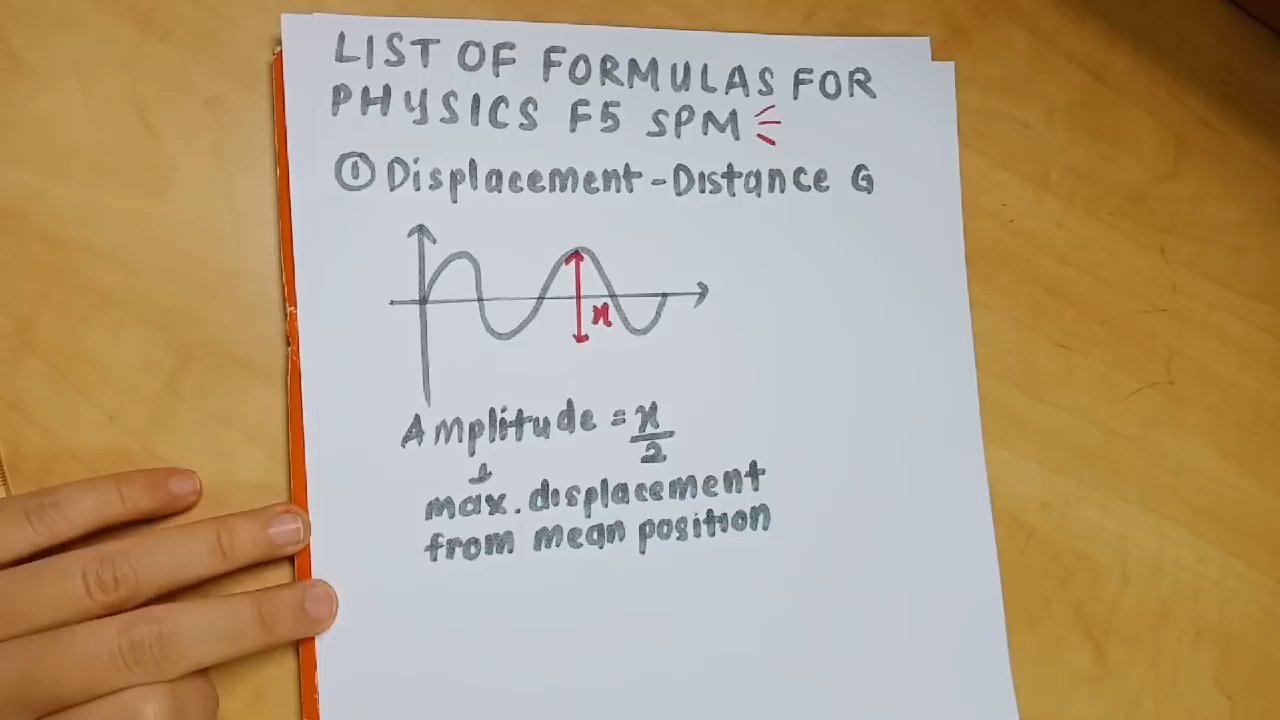 LIST OF FORMULAS FOR
PHYSICS F5 SPM
① Displacement - Distance G
x
Amplitude = x/2
max. displacement
from mean position